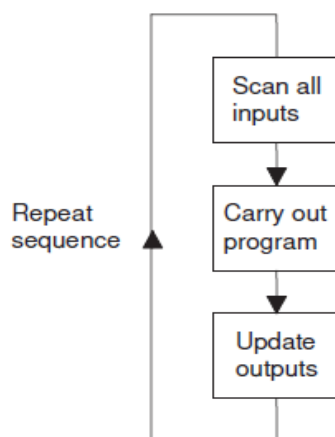 Scan all
inputs
Repeat
sequence
Carry out
program
Update
outputs